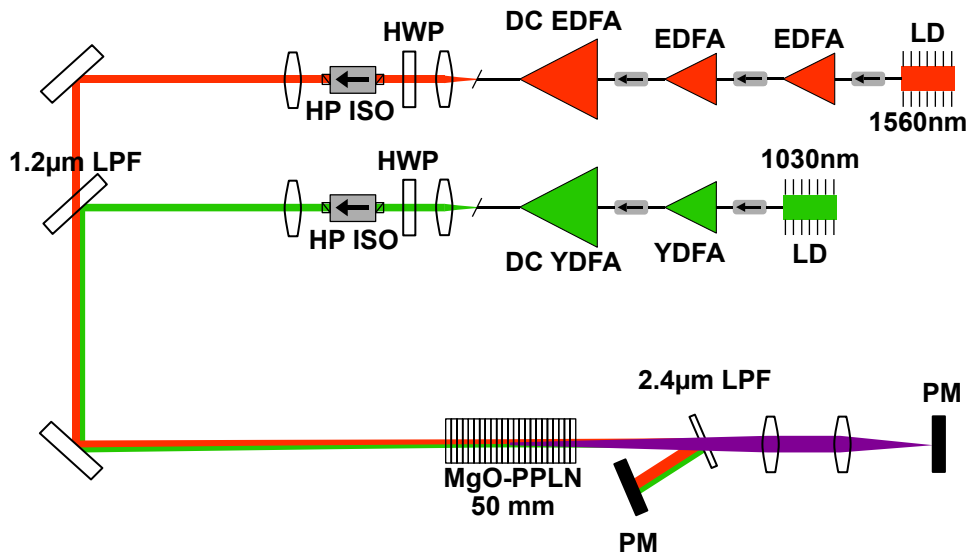 DC EDFA
EDFA
EDFA
LD
HWP
HP ISO
1560nm
1.2µm LPF
HWP
1030nm
HP ISO
DC YDFA
YDFA
LD
2.4µm LPF
PM
MgO-PPLN
50 mm
PM